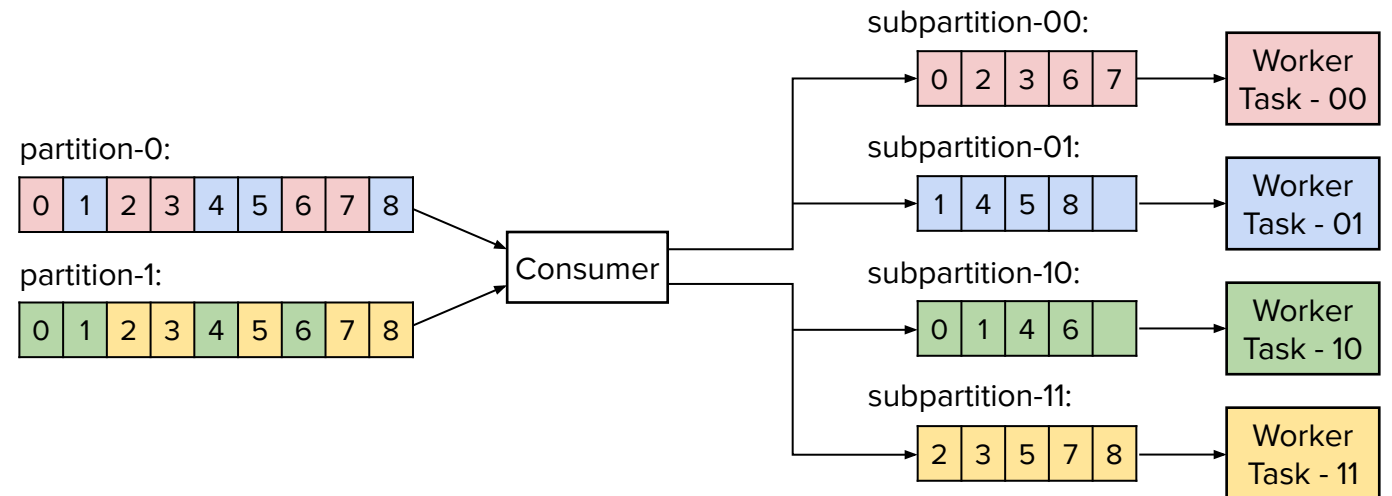 partition-0:
0 1 2 3 4 5 6 7 8
partition-1:
0 1 2 3 4 5 6 7 8
Consumer
subpartition-00:
0 2 3 6 7
Worker
Task - 00
subpartition-01:
1 4 5 8
Worker
Task - 01
subpartition-10:
0 1 4 6
Worker
Task - 10
subpartition-11:
2 3 5 7 8
Worker
Task - 11